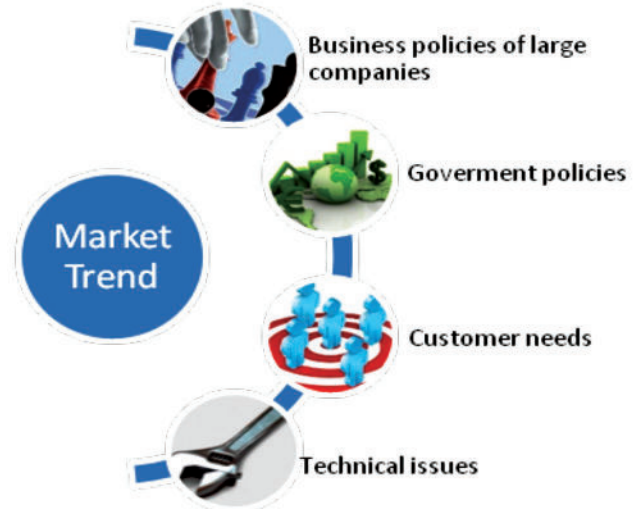 Business policies of large
companies
Goverment policies
Market
Trend
Customer needs
Technical issues